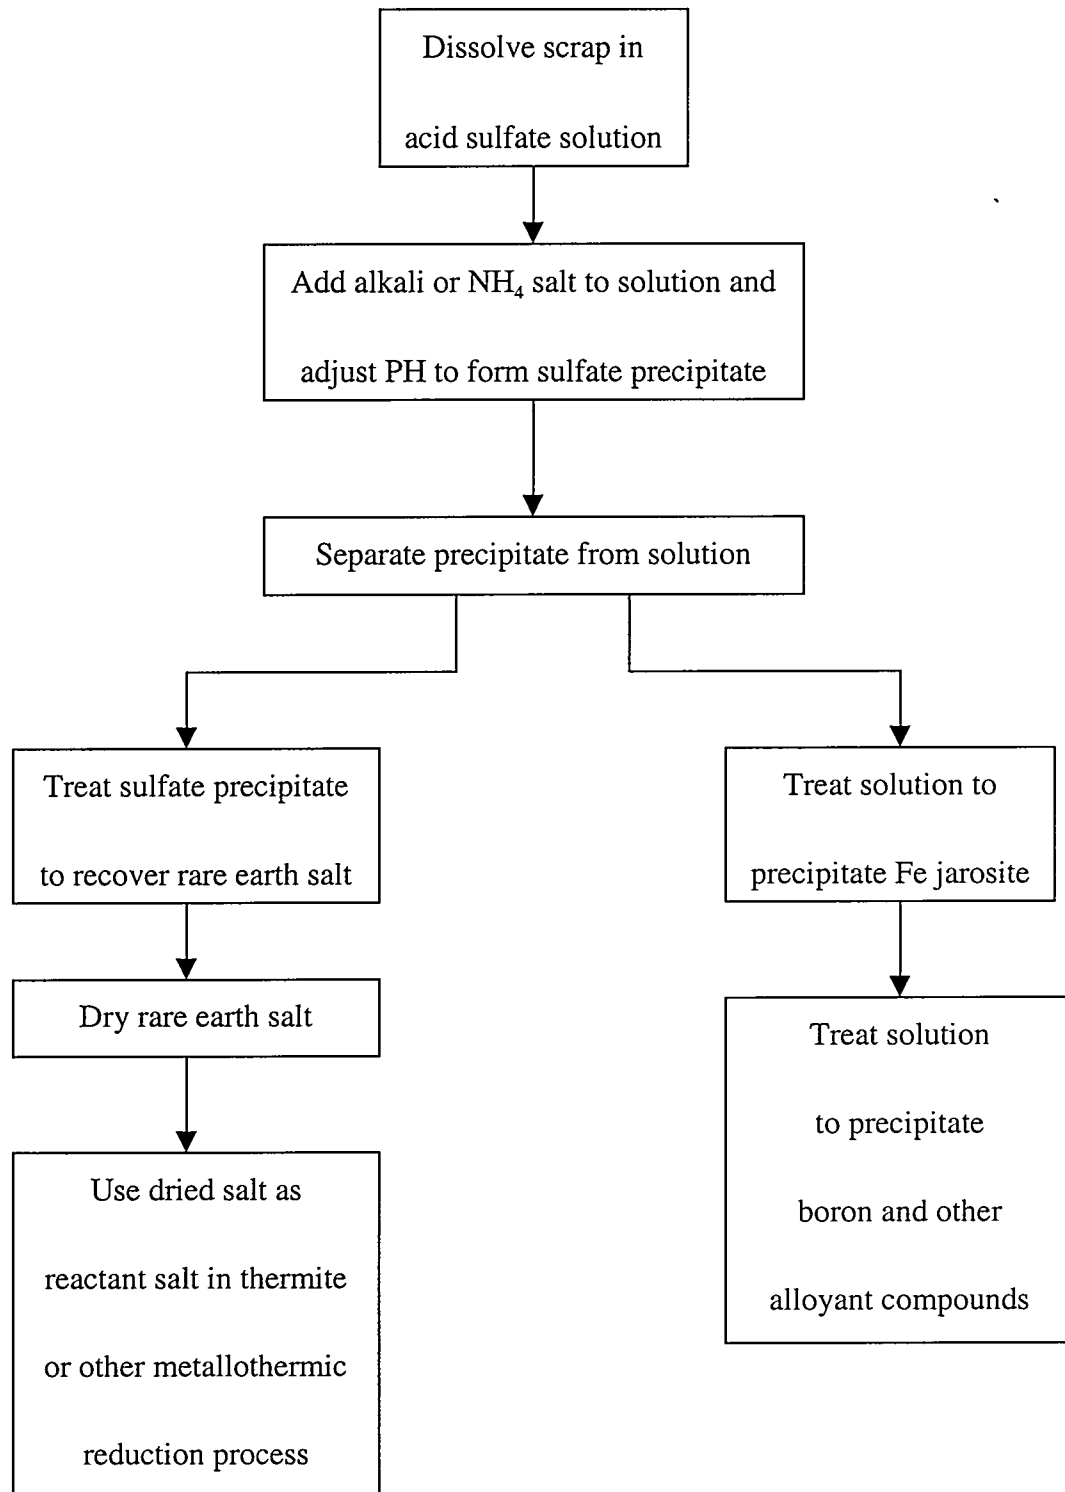 Dissolve scrap in
acid sulfate solution
Add alkali or NH₄ salt to solution and
adjust PH to form sulfate precipitate
Separate precipitate from solution
Treat sulfate precipitate
to recover rare earth salt
Dry rare earth salt
Use dried salt as
reactant salt in thermite
or other metallothermic
reduction process
Treat solution to
precipitate Fe jarosite
Treat solution
to precipitate
boron and other
alloyant compounds